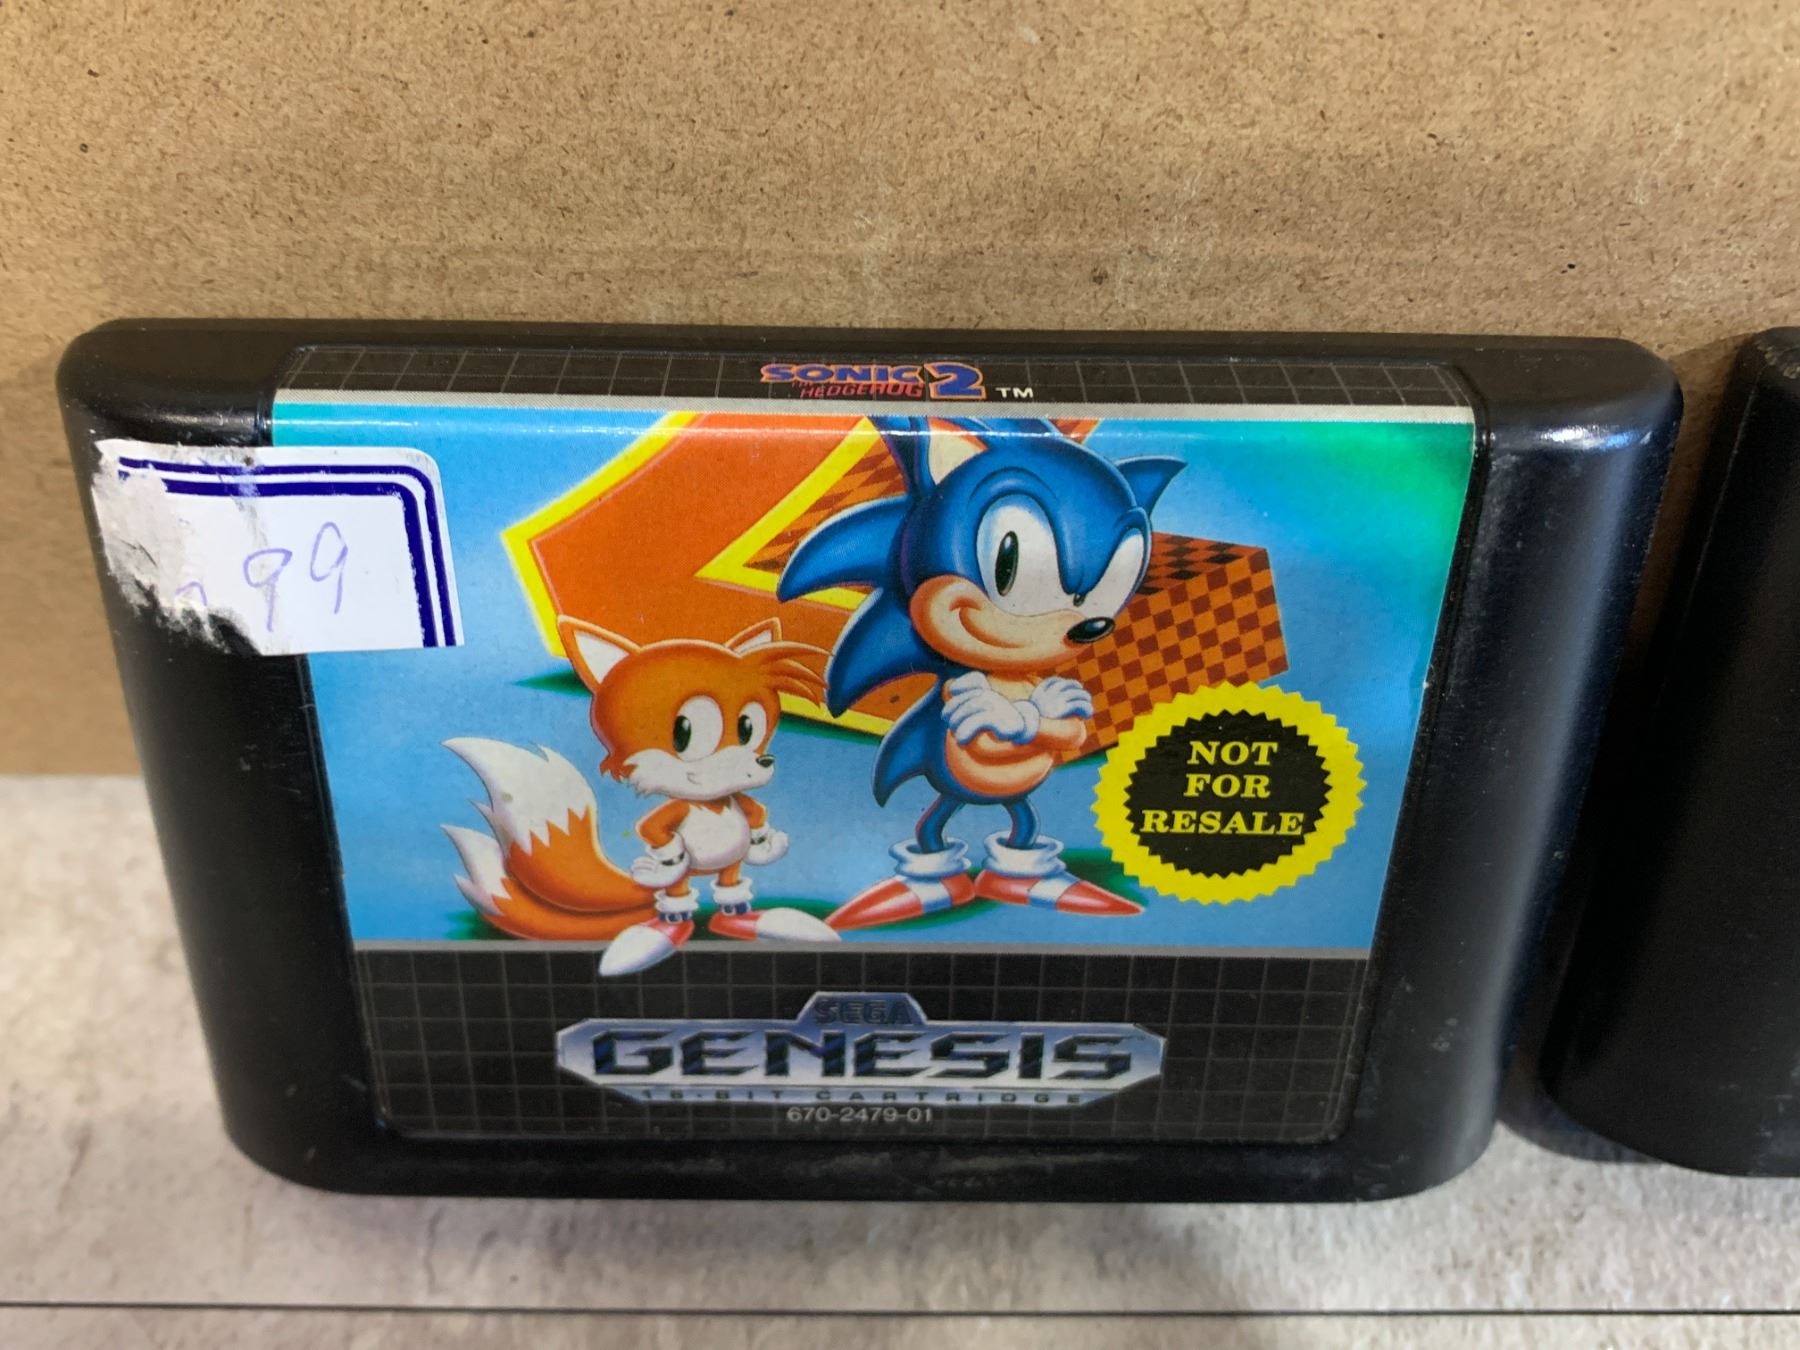 SONIC 2
THE HEDGEHOG TM
99
NOT
FOR
RESALE
SEGA
GENESIS
16-BIT CARTRIDGE
670-2479-01